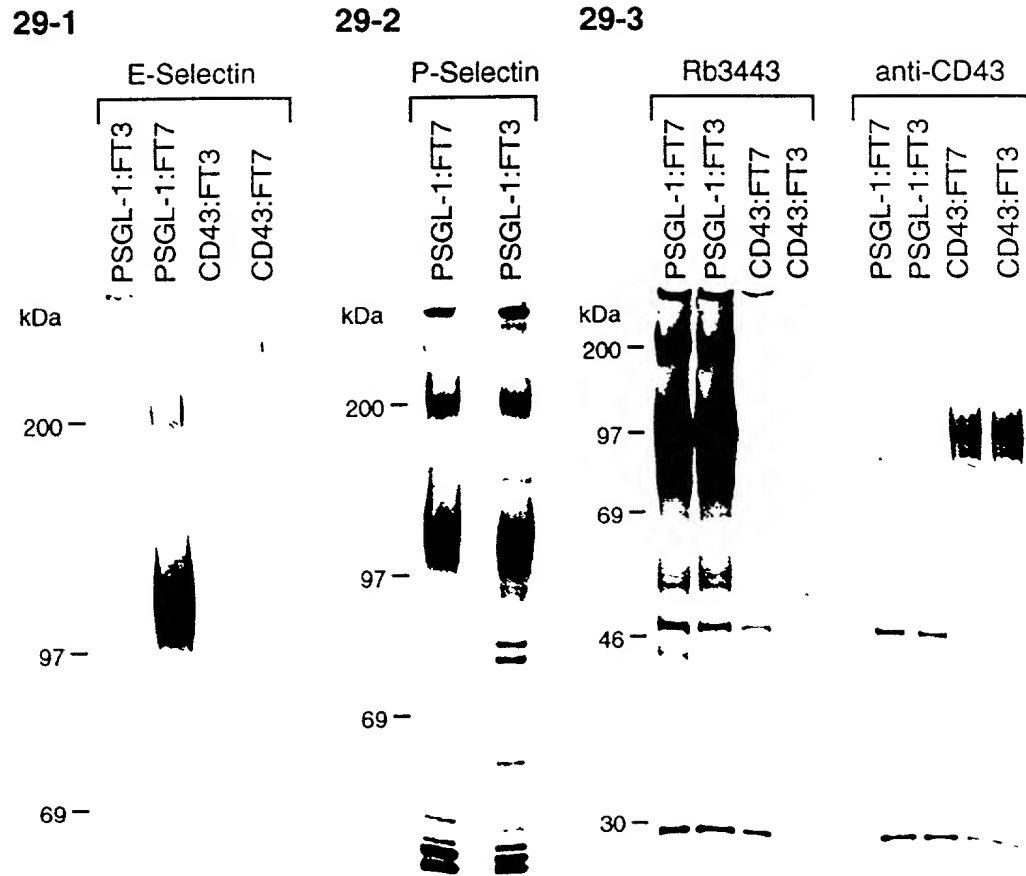 29-1
E-Selectin
PSGL-1:FT3
PSGL-1:FT7
CD43:FT3
CD43:FT7
kDa
200
97
69
29-2
P-Selectin
PSGL-1:FT7
PSGL-1:FT3
kDa
200
97
69
29-3
Rb3443
PSGL-1:FT7
PSGL-1:FT3
CD43:FT7
CD43:FT3
anti-CD43
PSGL-1:FT7
PSGL-1:FT3
CD43:FT7
CD43:FT3
kDa
200
97
69
46
30